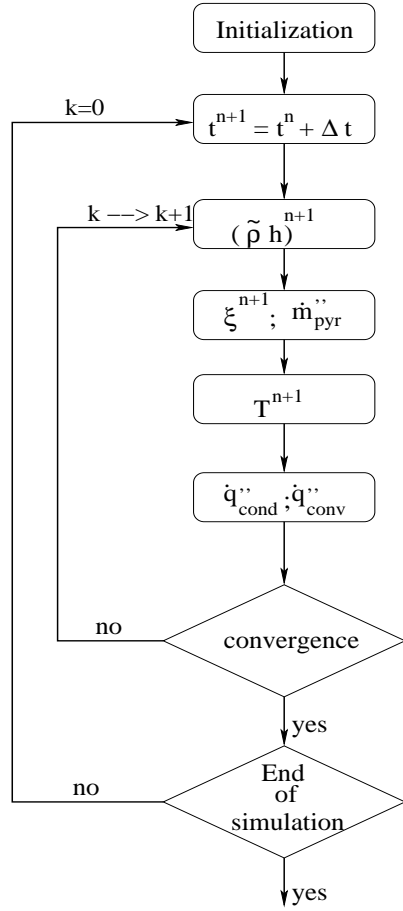 Initialization
k=0
t^{n+1} = t^n + Δ t
k −−> k+1
( ρ̃ h)^{n+1}
ξ^{n+1}; ṁ''_{pyr}
T^{n+1}
q̇''_{cond} ; q̇''_{conv}
no
convergence
yes
no
End
of
simulation
yes